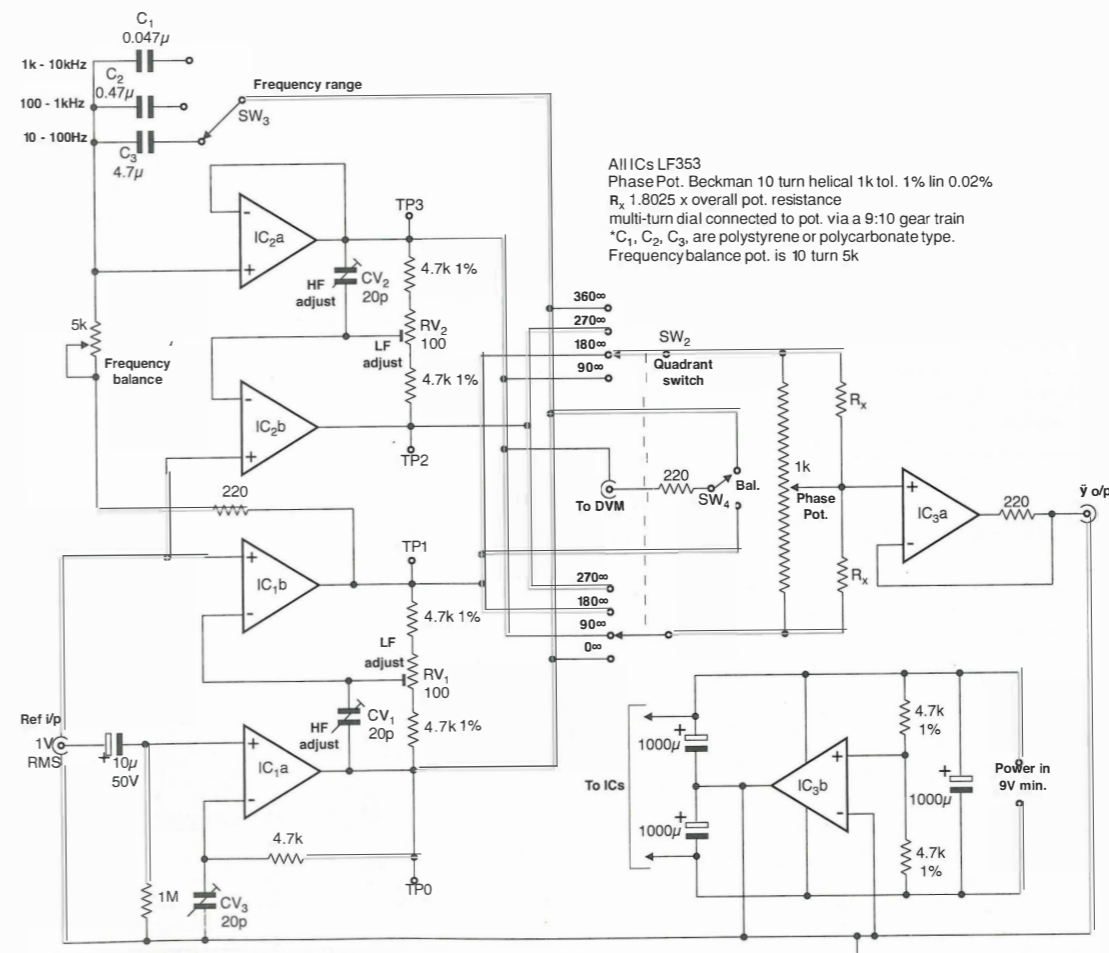 C1
0.047µ
1k - 10kHz
C2
0.47µ
100 - 1kHz
10 - 100Hz
C3
4.7µ
Frequency range
SW3
All ICs LF353
Phase Pot. Beckman 10 turn helical 1k tol. 1% lin 0.02%
Rx 1.8025 x overall pot. resistance
multi-turn dial connected to pot. via a 9:10 gear train
*C1, C2, C3, are polystyrene or polycarbonate type.
Frequency balance pot. is 10 turn 5k
-
IC2a
+
TP3
4.7k 1%
HF
adjust
CV2
20p
RV2
100
LF
adjust
4.7k 1%
5k
Frequency
balance
-
IC2b
+
TP2
220
360∞
270∞
180∞
90∞
SW2
Quadrant
switch
Rx
1k
Phase
Pot.
Rx
220
Bal.
SW4
To DVM
+
IC3a
-
220
ÿ o/p
+
IC1b
-
TP1
4.7k 1%
LF
adjust
RV1
100
HF
adjust
CV1
20p
4.7k 1%
270∞
180∞
90∞
0∞
Ref i/p
1V
RMS
+
10µ
50V
+
IC1a
-
4.7k
TP0
1M
CV3
20p
To ICs
+
1000µ
+
1000µ
IC3b
+
-
4.7k
1%
4.7k
1%
+
1000µ
Power in
9V min.